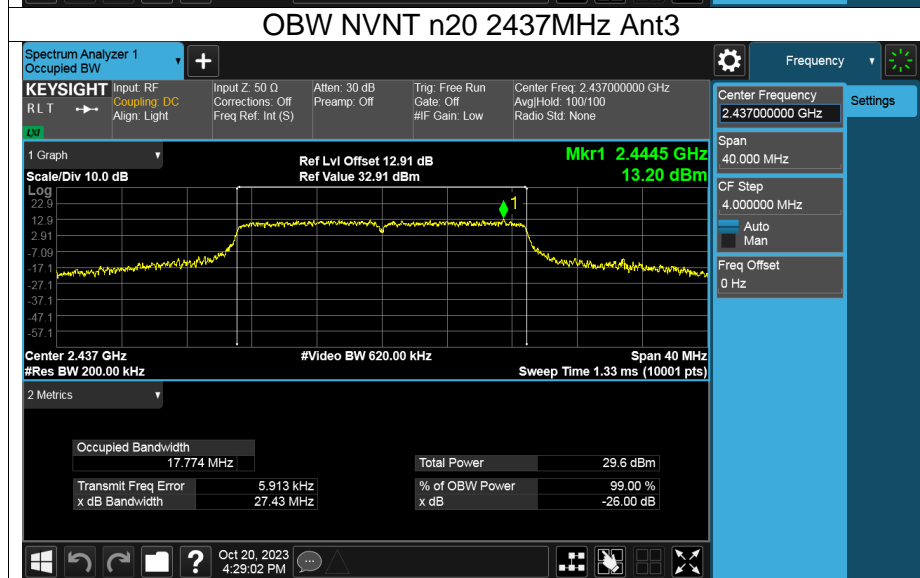 OBW NVNT n20 2437MHz Ant3
Spectrum Analyzer 1
Occupied BW
+
Frequency
KEYSIGHT
RLT
LXI
Input: RF
Coupling: DC
Align: Light
Input Z: 50 Ω
Corrections: Off
Freq Ref: Int (S)
Atten: 30 dB
Preamp: Off
Trig: Free Run
Gate: Off
#IF Gain: Low
Center Freq: 2.437000000 GHz
Avg|Hold: 100/100
Radio Std: None
Center Frequency
2.437000000 GHz
Settings
Span
40.000 MHz
CF Step
4.000000 MHz
Auto
Man
Freq Offset
0 Hz
1 Graph
Scale/Div 10.0 dB
Ref Lvl Offset 12.91 dB
Ref Value 32.91 dBm
Mkr1 2.4445 GHz
13.20 dBm
Log
22.9
12.9
2.91
-7.09
-17.1
-27.1
-37.1
-47.1
-57.1
1
Center 2.437 GHz
#Video BW 620.00 kHz
Span 40 MHz
#Res BW 200.00 kHz
Sweep Time 1.33 ms (10001 pts)
2 Metrics
Occupied Bandwidth
17.774 MHz
Total Power 29.6 dBm
Transmit Freq Error 5.913 kHz
% of OBW Power 99.00 %
x dB Bandwidth 27.43 MHz
x dB -26.00 dB
?
Oct 20, 2023
4:29:02 PM